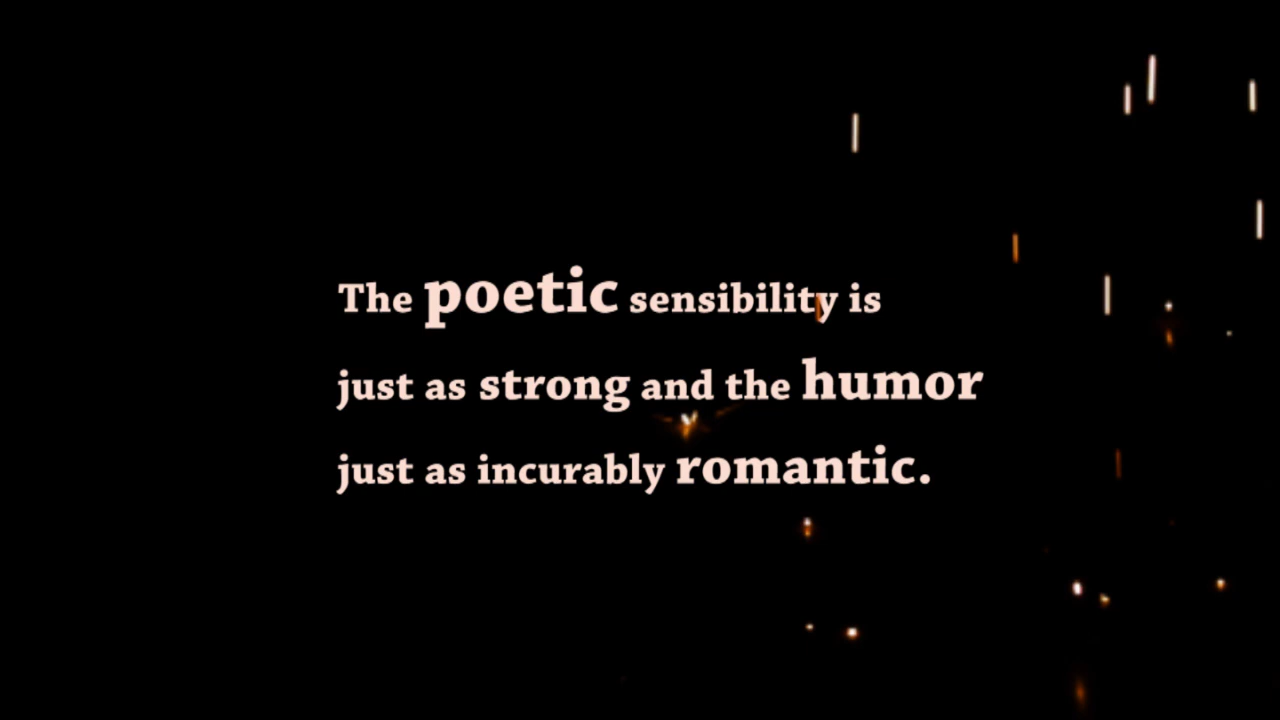 The poetic sensibility is
just as strong and the humor
just as incurably romantic.